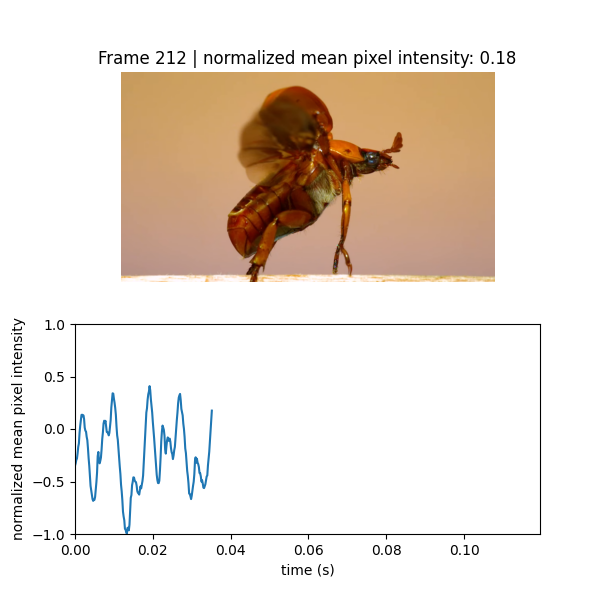 Frame 212 | normalized mean pixel intensity: 0.18
1.0
0.5
0.0
−0.5
−1.0
normalized mean pixel intensity
0.00 0.02 0.04 0.06 0.08 0.10
time (s)